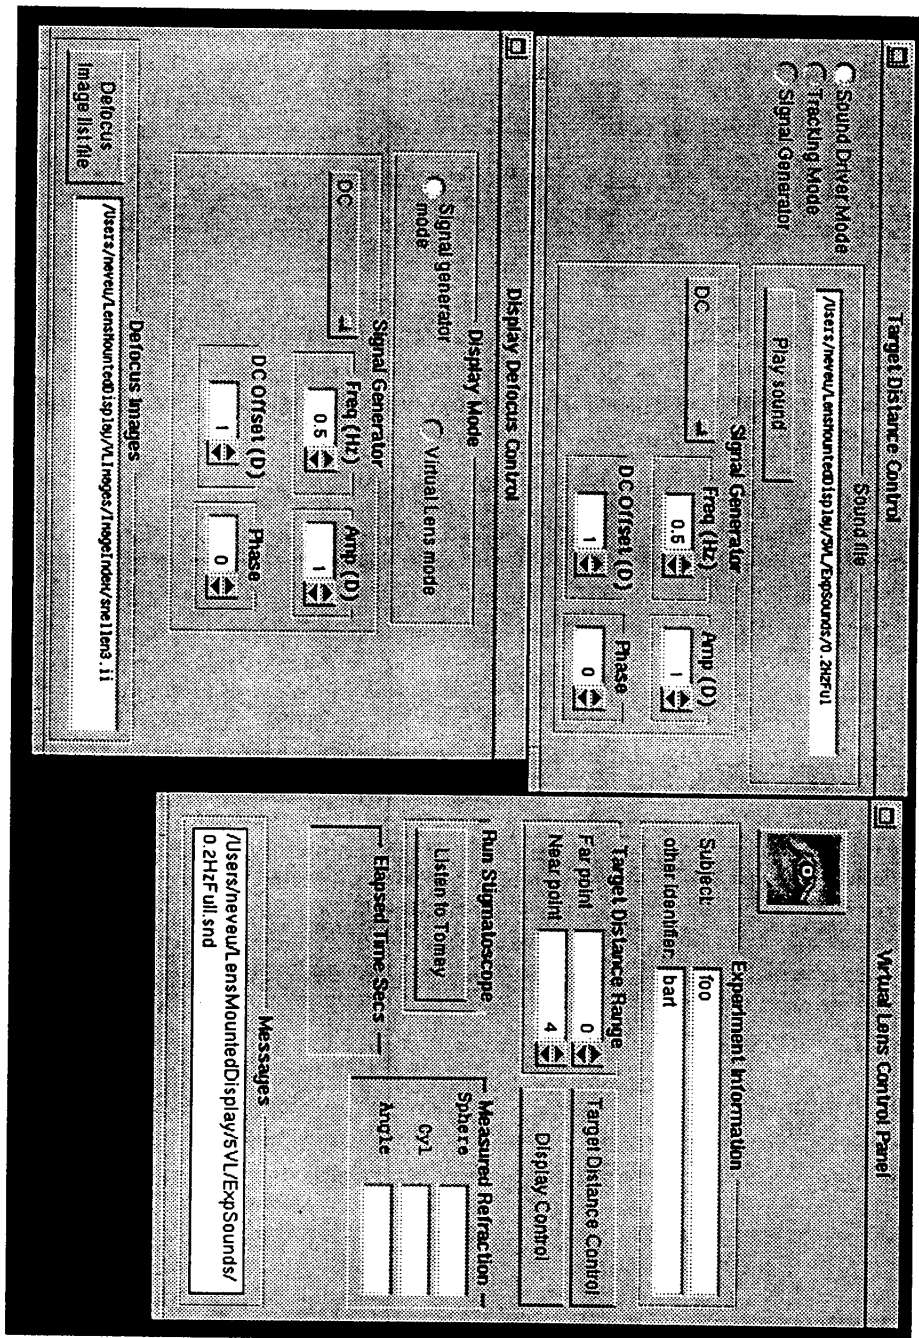 Target Distance Control
Sound Driver Mode
Tracking Mode
Signal Generator
Sound file
/Users/neveu/LensMountedDisplay/5VL/ExpSounds/0.2HzFul
Play sound
Signal Generator
DC
Freq (Hz)
0.5
Amp (D)
1
DC Offset (D)
1
Phase
0
Display Defocus Control
Display Mode
Signal generator
mode
Virtual Lens mode
Signal Generator
DC
Freq (Hz)
0.5
Amp (D)
1
DC Offset (D)
1
Phase
0
Defocus Images
Defocus
Image list file
/Users/neveu/LensMountedDisplay/VLImages/ImageIndex/snellen3.ii
Virtual Lens Control Panel
Experiment Information
Subject:
foo
other identifier:
bart
Target Distance Range
Far point
0
Near point
4
Target Distance Control
Display Control
Run Stigmatoscope
Listen to Tomey
Measured Refraction
Sphere
Cyl
Angle
Elapsed Time:Secs
Messages
/Users/neveu/LensMountedDisplay/5VL/ExpSounds/
0.2HzFull.snd